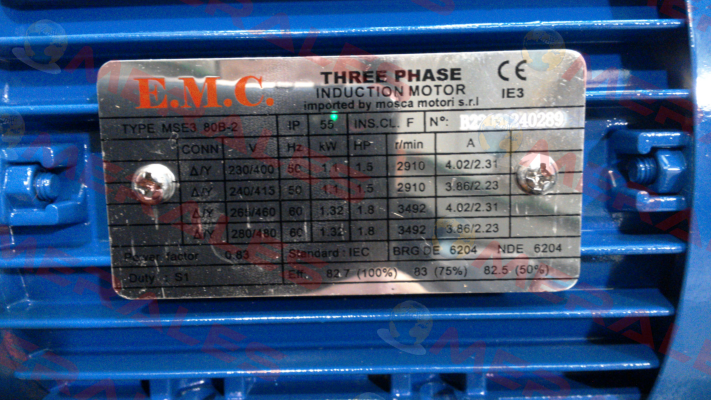 E.M.C.
THREE PHASE
INDUCTION MOTOR
imported by mosca motori s.r.l
CE
IE3
TYPE MSE3 80B-2 IP 55 INS.CL. F Nº: B22091240289
CONN V Hz kW HP r/min A
Δ/Y 230/400 50 1.1 1.5 2910 4.02/2.31
Δ/Y 240/413 50 1.1 1.5 2910 3.86/2.23
Δ/Y 265/460 60 1.32 1.8 3492 4.02/2.31
Δ/Y 280/480 60 1.32 1.8 3492 3.86/2.23
Power factor 0.83 Standard : IEC BRG DE 6204 NDE 6204
Duty : S1 Eff. 82.7 (100%) 83 (75%) 82.5 (50%)
MERALES